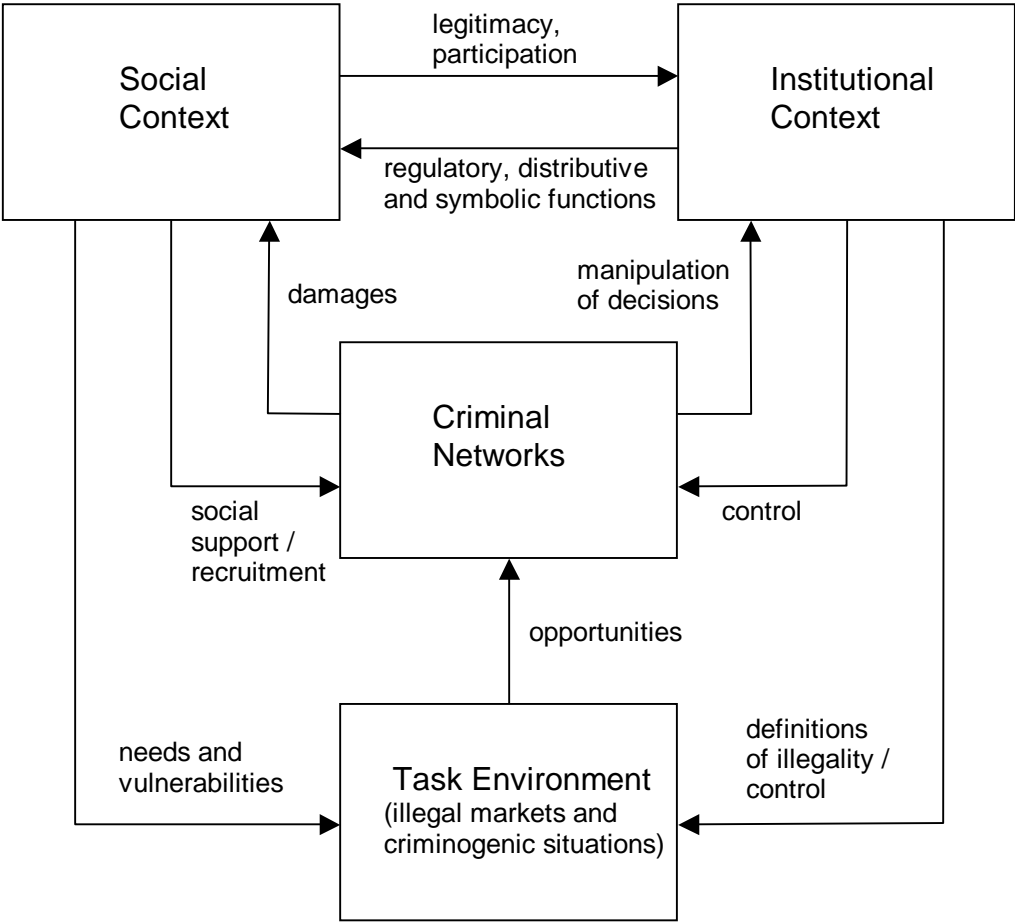 legitimacy,
participation
Social
Context
Institutional
Context
regulatory, distributive
and symbolic functions
damages
manipulation
of decisions
Criminal
Networks
social
support /
recruitment
control
opportunities
needs and
vulnerabilities
definitions
of illegality /
control
Task Environment
(illegal markets and
criminogenic situations)